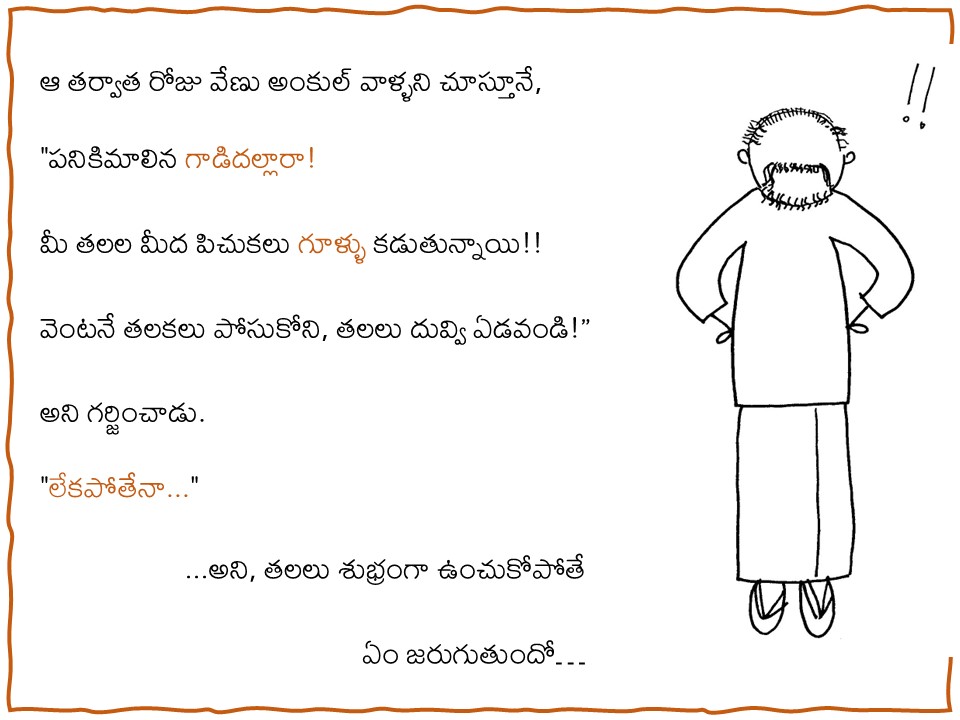 ఆ తర్వాత రోజు వేణు అంకుల్ వాళ్ళని చూస్తూనే,
"పనికిమాలిన గాడిదల్లారా!
మీ తలల మీద పిచుకలు గూళ్ళు కడుతున్నాయి!!
వెంటనే తలకలు పోసుకోని, తలలు దువ్వి ఏడవండి!”
అని గర్జించాడు.
"లేకపోతేనా..."
...అని, తలలు శుభ్రంగా ఉంచుకోపోతే
ఏం జరుగుతుందో---
!!